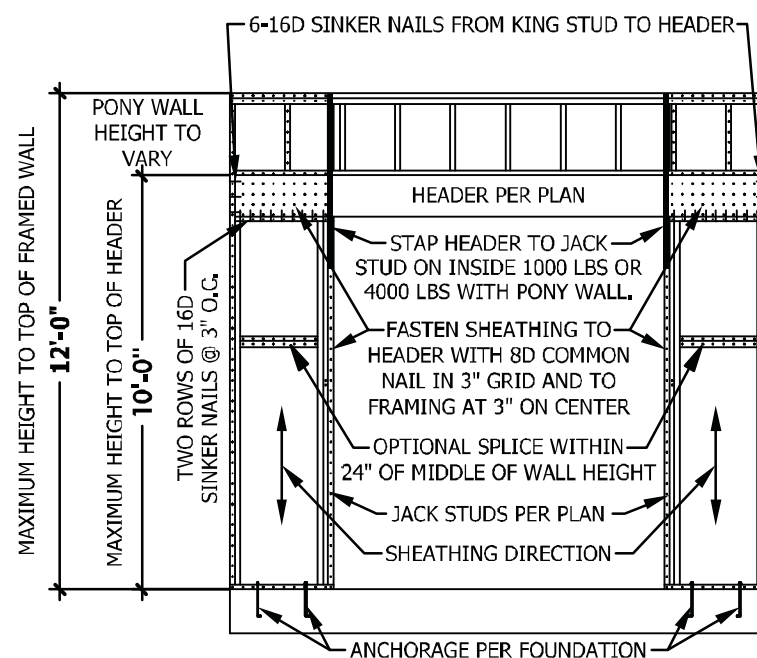 6-16D SINKER NAILS FROM KING STUD TO HEADER
PONY WALL
HEIGHT TO
VARY
MAXIMUM HEIGHT TO TOP OF FRAMED WALL
12'-0"
MAXIMUM HEIGHT TO TOP OF HEADER
10'-0"
TWO ROWS OF 16D
SINKER NAILS @ 3" O.C.
HEADER PER PLAN
STAP HEADER TO JACK
STUD ON INSIDE 1000 LBS OR
4000 LBS WITH PONY WALL.
FASTEN SHEATHING TO
HEADER WITH 8D COMMON
NAIL IN 3" GRID AND TO
FRAMING AT 3" ON CENTER
OPTIONAL SPLICE WITHIN
24" OF MIDDLE OF WALL HEIGHT
JACK STUDS PER PLAN
SHEATHING DIRECTION
ANCHORAGE PER FOUNDATION